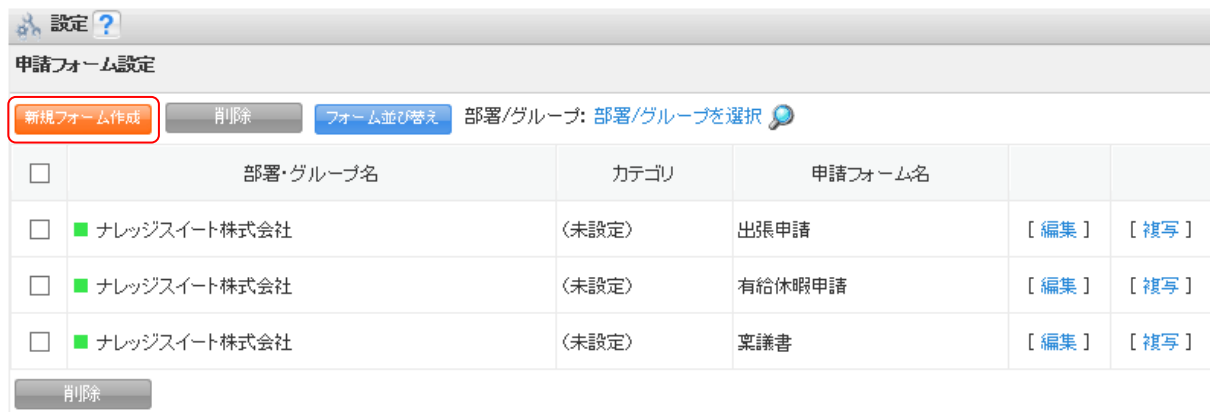 設定 ?
申請フォーム設定
新規フォーム作成 削除 フォーム並び替え 部署/グループ: 部署/グループを選択
部署・グループ名 カテゴリ 申請フォーム名
ナレッジスイート株式会社 (未設定) 出張申請 [ 編集 ] [ 複写 ]
ナレッジスイート株式会社 (未設定) 有給休暇申請 [ 編集 ] [ 複写 ]
ナレッジスイート株式会社 (未設定) 稟議書 [ 編集 ] [ 複写 ]
削除